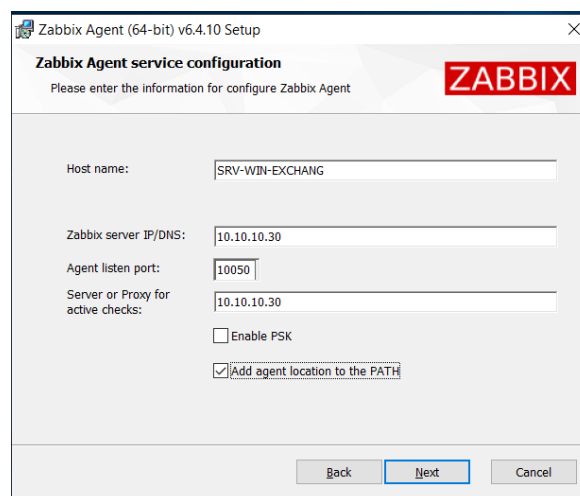 Zabbix Agent (64-bit) v6.4.10 Setup
Zabbix Agent service configuration
Please enter the information for configure Zabbix Agent
ZABBIX
Host name:
SRV-WIN-EXCHANG
Zabbix server IP/DNS:
10.10.10.30
Agent listen port:
10050
Server or Proxy for
active checks:
10.10.10.30
Enable PSK
Add agent location to the PATH
Back
Next
Cancel